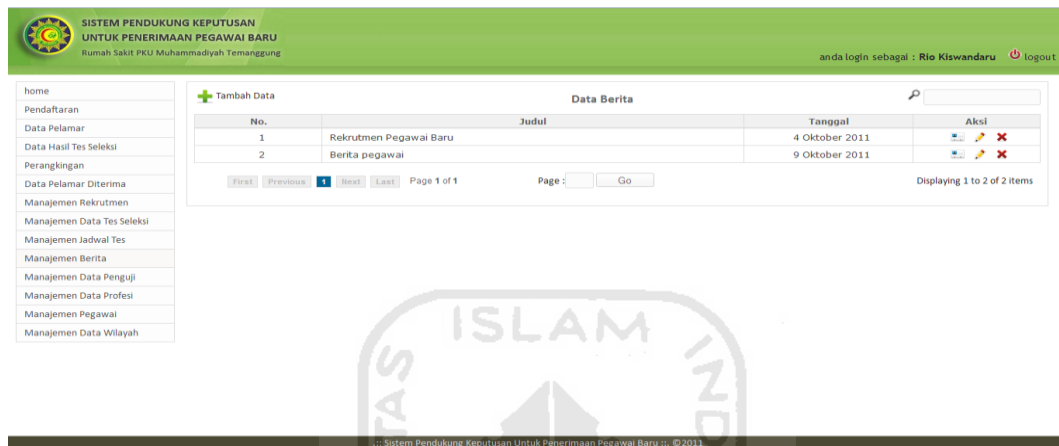 SISTEM PENDUKUNG KEPUTUSAN
UNTUK PENERIMAAN PEGAWAI BARU
Rumah Sakit PKU Muhammadiyah Temanggung
anda login sebagai : Rio Kiswandaru logout
home
Pendaftaran
Data Pelamar
Data Hasil Tes Seleksi
Perangkingan
Data Pelamar Diterima
Manajemen Rekrutmen
Manajemen Data Tes Seleksi
Manajemen Jadwal Tes
Manajemen Berita
Manajemen Data Penguji
Manajemen Data Profesi
Manajemen Pegawai
Manajemen Data Wilayah
Tambah Data Data Berita
No. Judul Tanggal Aksi
1 Rekrutmen Pegawai Baru 4 Oktober 2011
2 Berita pegawai 9 Oktober 2011
First Previous 1 Next Last Page 1 of 1 Page : Go Displaying 1 to 2 of 2 items
ISLAM
TAS
IND
.:: Sistem Pendukung Keputusan Untuk Penerimaan Pegawai Baru ::. ©2011